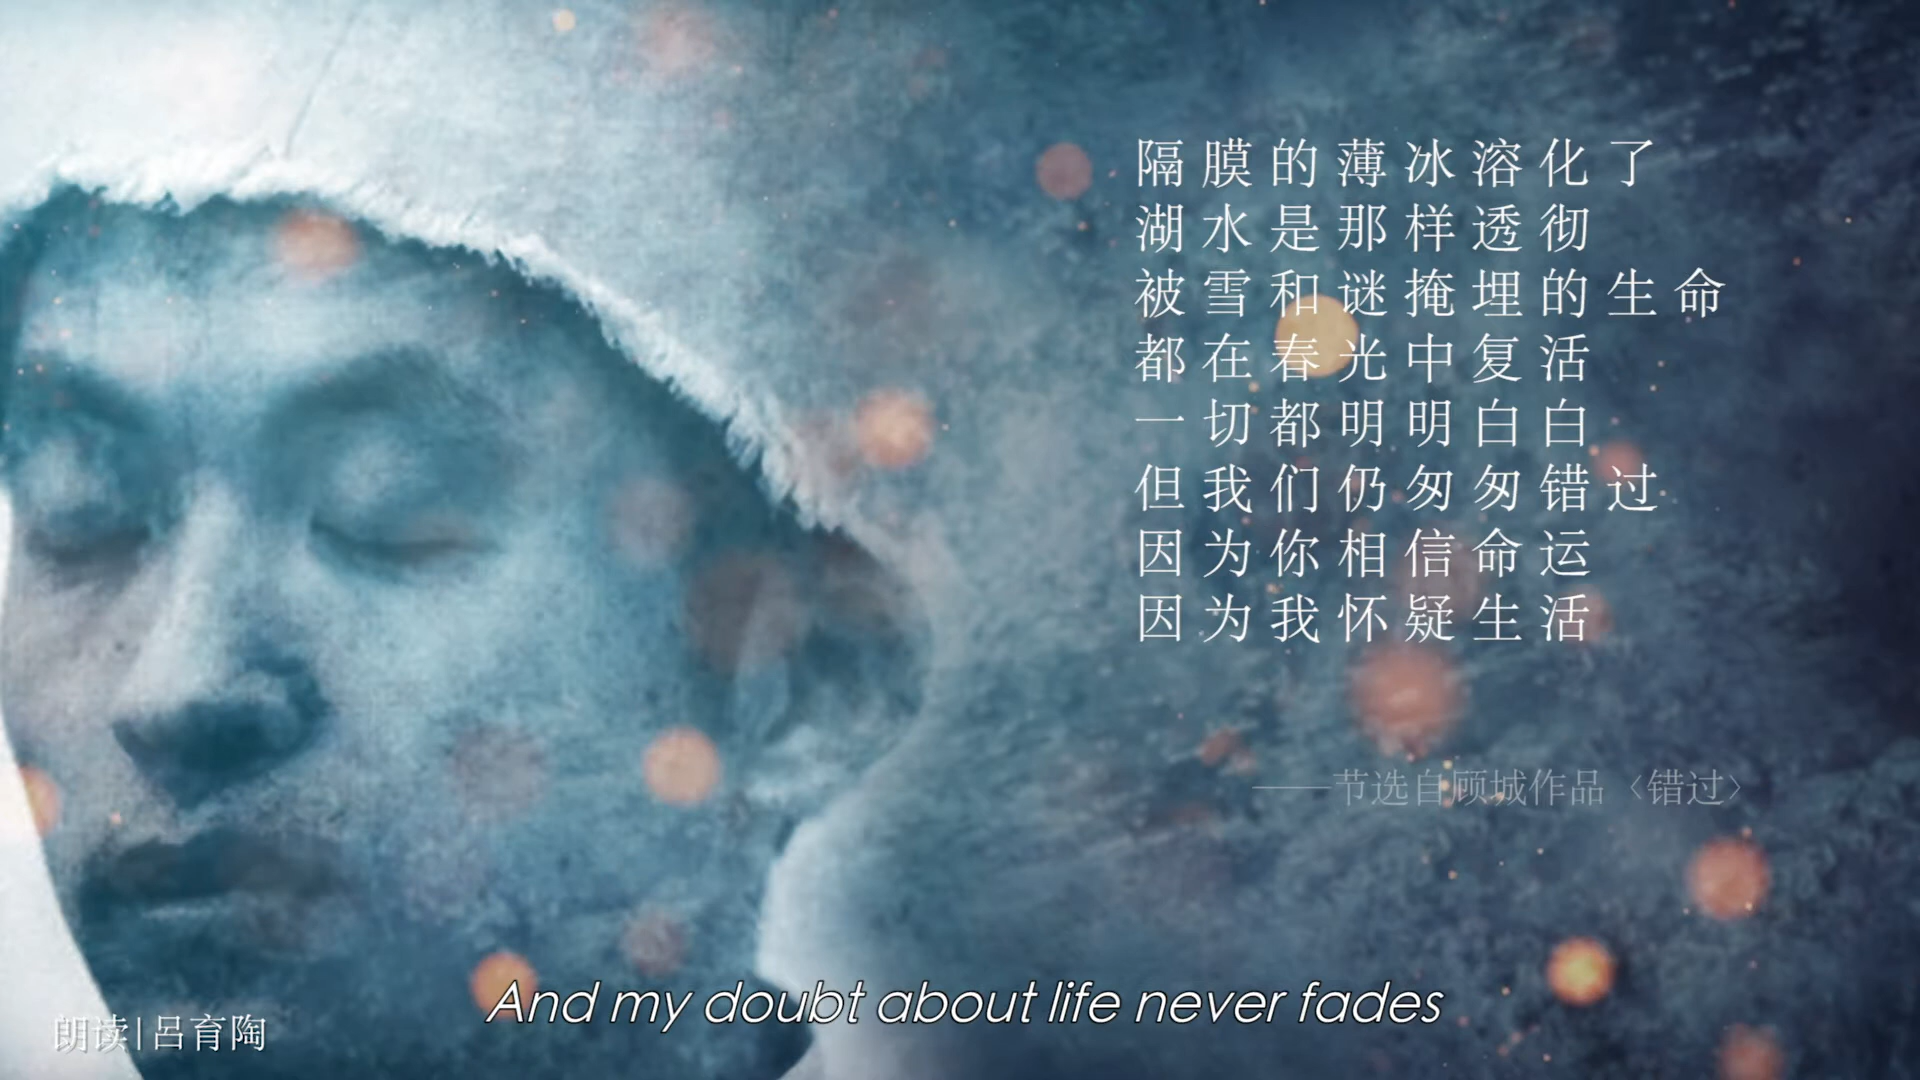 隔膜的薄冰溶化了
湖水是那样透彻
被雪和谜掩埋的生命
都在春光中复活
一切都明明白白
但我们仍匆匆错过
因为你相信命运
因为我怀疑生活
——节选自顾城作品〈错过〉
And my doubt about life never fades
朗读|吕育陶